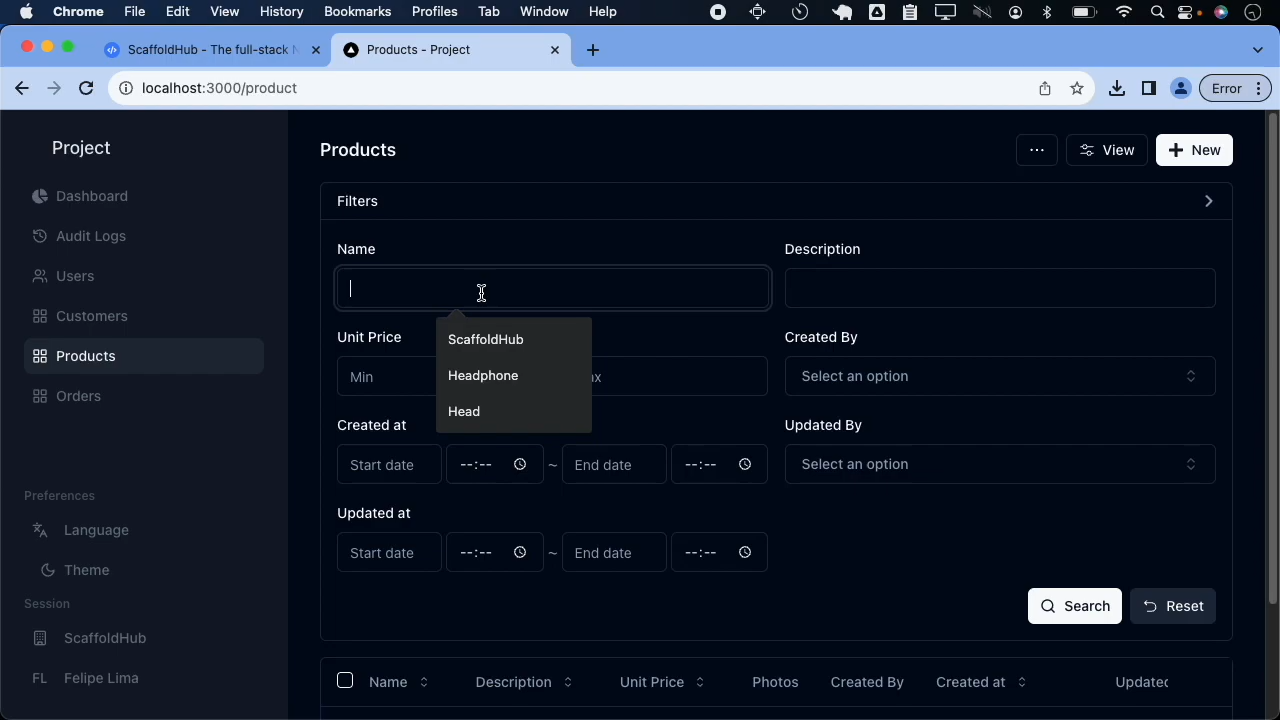 Chrome File Edit View History Bookmarks Profiles Tab Window Help
ScaffoldHub - The full-stack
Products - Project
localhost:3000/product
Error
Project
Dashboard
Audit Logs
Users
Customers
Products
Orders
Preferences
Language
Theme
Session
ScaffoldHub
FL Felipe Lima
Products
View
New
Filters
Name
Description
ScaffoldHub
Headphone
Head
Unit Price
Min
Created By
Select an option
Created at
Start date --:-- ~ End date --:--
Updated By
Select an option
Updated at
Start date --:-- ~ End date --:--
Search
Reset
Name Description Unit Price Photos Created By Created at